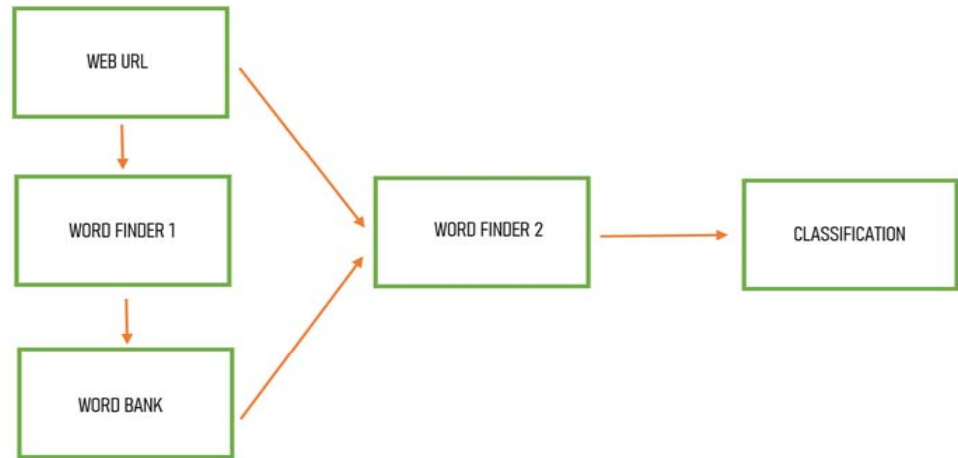 WEB URL
WORD FINDER 1
WORD FINDER 2
CLASSIFICATION
WORD BANK